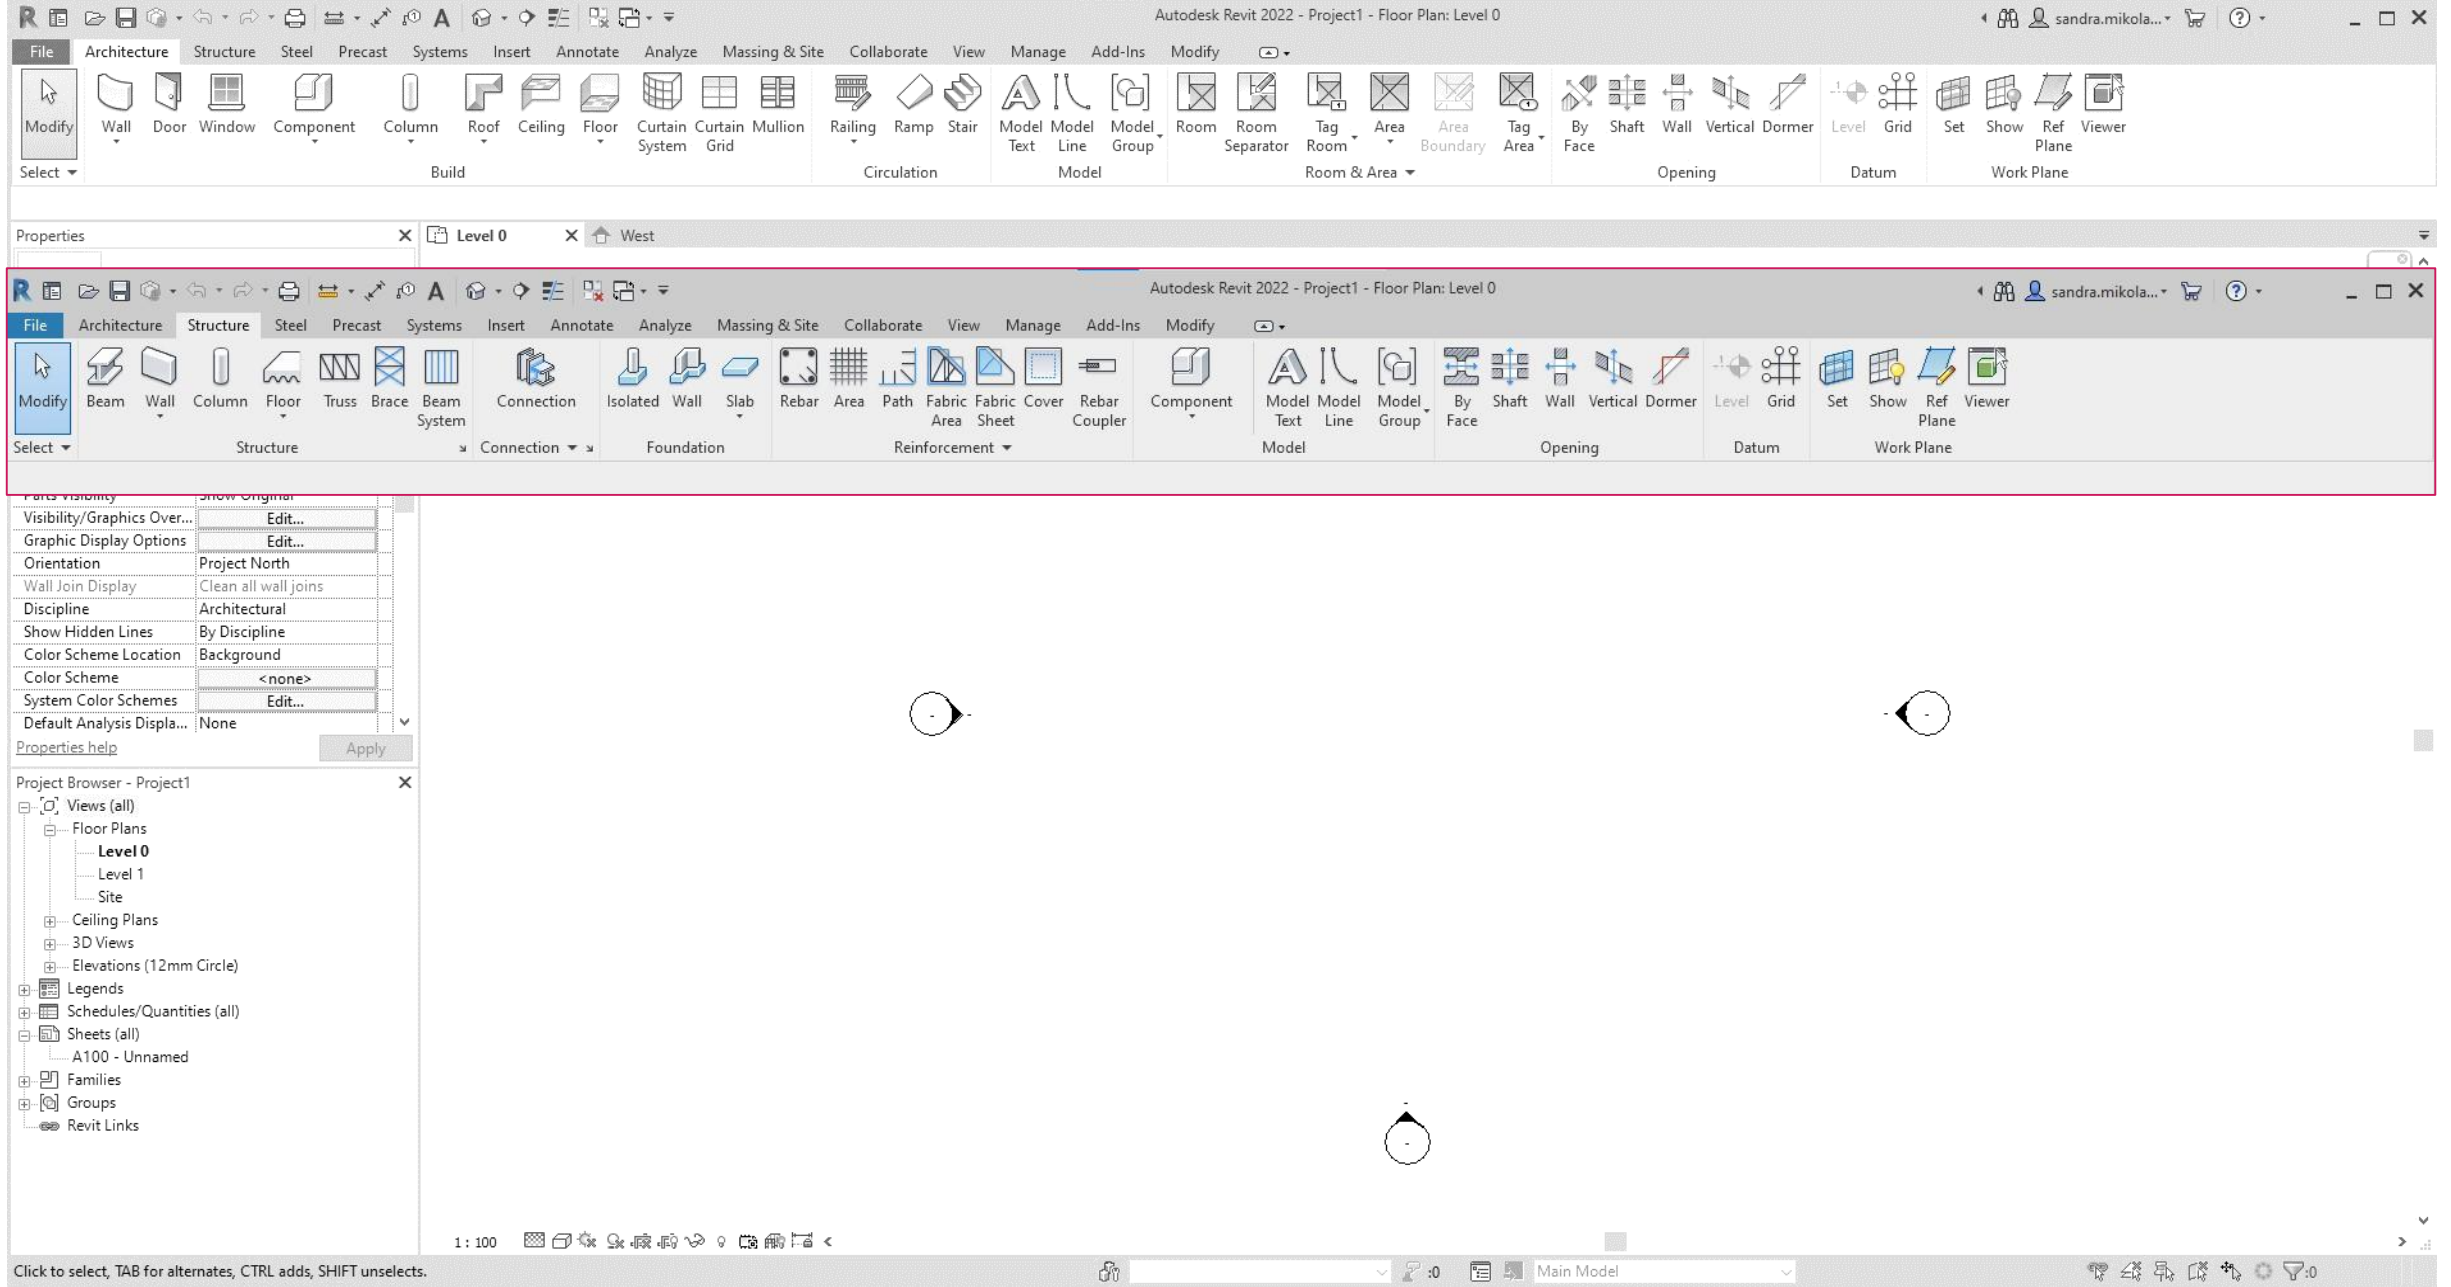 Autodesk Revit 2022 - Project1 - Floor Plan: Level 0
sandra.mikola...
File Architecture Structure Steel Precast Systems Insert Annotate Analyze Massing & Site Collaborate View Manage Add-Ins Modify
Modify Wall Door Window Component Column Roof Ceiling Floor Curtain System Curtain Grid Mullion Railing Ramp Stair Model Text Model Line Model Group Room Room Separator Tag Room Area Area Boundary Tag Area By Face Shaft Wall Vertical Dormer Level Grid Set Show Ref Plane Viewer
Select Build Circulation Model Room & Area Opening Datum Work Plane
Properties
Level 0
West
Autodesk Revit 2022 - Project1 - Floor Plan: Level 0
sandra.mikola...
File Architecture Structure Steel Precast Systems Insert Annotate Analyze Massing & Site Collaborate View Manage Add-Ins Modify
Modify Beam Wall Column Floor Truss Brace Beam System Connection Isolated Wall Slab Rebar Area Path Fabric Area Fabric Sheet Cover Rebar Coupler Component Model Text Model Line Model Group By Face Shaft Wall Vertical Dormer Level Grid Set Show Ref Plane Viewer
Select Structure Connection Foundation Reinforcement Model Opening Datum Work Plane
Parts Visibility Show Original
Visibility/Graphics Over... Edit...
Graphic Display Options Edit...
Orientation Project North
Wall Join Display Clean all wall joins
Discipline Architectural
Show Hidden Lines By Discipline
Color Scheme Location Background
Color Scheme <none>
System Color Schemes Edit...
Default Analysis Displa... None
Properties help Apply
Project Browser - Project1
Views (all)
Floor Plans
Level 0
Level 1
Site
Ceiling Plans
3D Views
Elevations (12mm Circle)
Legends
Schedules/Quantities (all)
Sheets (all)
A100 - Unnamed
Families
Groups
Revit Links
1 : 100
Click to select, TAB for alternates, CTRL adds, SHIFT unselects.
:0
Main Model
:0